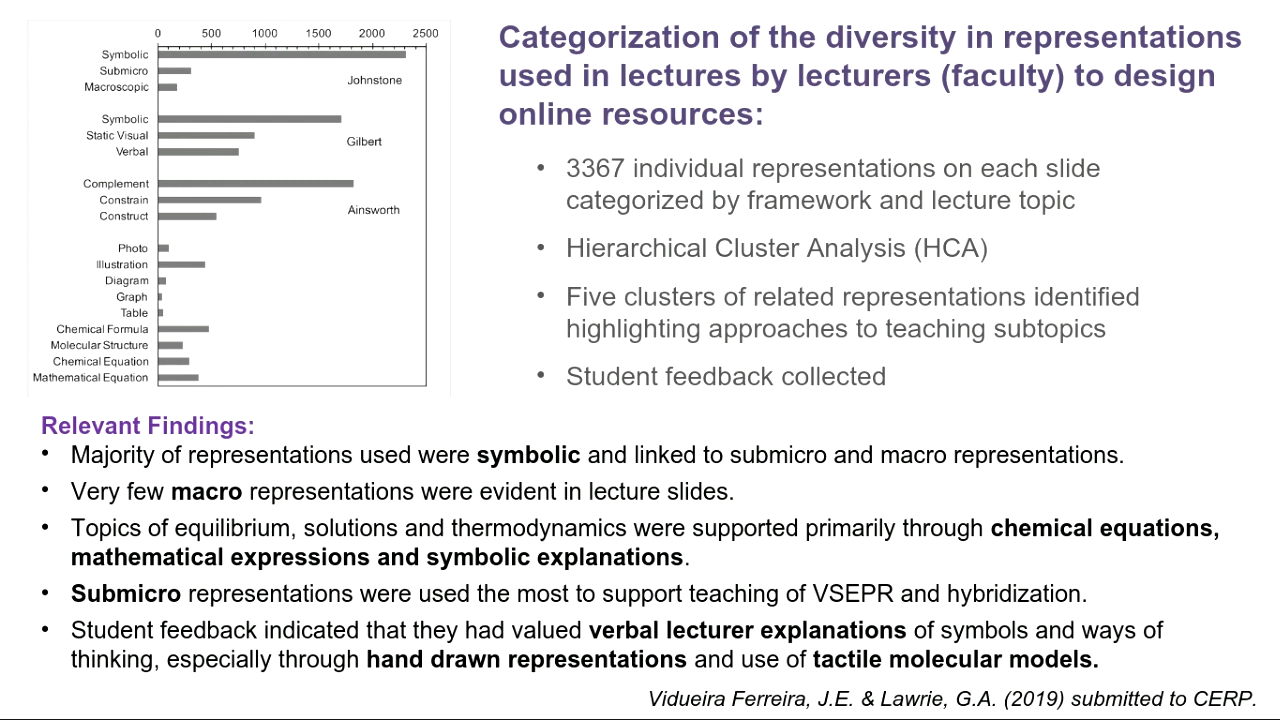 0 500 1000 1500 2000 2500
Symbolic
Submicro
Macroscopic
Johnstone
Symbolic
Static Visual
Verbal
Gilbert
Complement
Constrain
Construct
Ainsworth
Photo
Illustration
Diagram
Graph
Table
Chemical Formula
Molecular Structure
Chemical Equation
Mathematical Equation
Categorization of the diversity in representations
used in lectures by lecturers (faculty) to design
online resources:
• 3367 individual representations on each slide
categorized by framework and lecture topic
• Hierarchical Cluster Analysis (HCA)
• Five clusters of related representations identified
highlighting approaches to teaching subtopics
• Student feedback collected
Relevant Findings:
• Majority of representations used were symbolic and linked to submicro and macro representations.
• Very few macro representations were evident in lecture slides.
• Topics of equilibrium, solutions and thermodynamics were supported primarily through chemical equations,
mathematical expressions and symbolic explanations.
• Submicro representations were used the most to support teaching of VSEPR and hybridization.
• Student feedback indicated that they had valued verbal lecturer explanations of symbols and ways of
thinking, especially through hand drawn representations and use of tactile molecular models.
Vidueira Ferreira, J.E. & Lawrie, G.A. (2019) submitted to CERP.